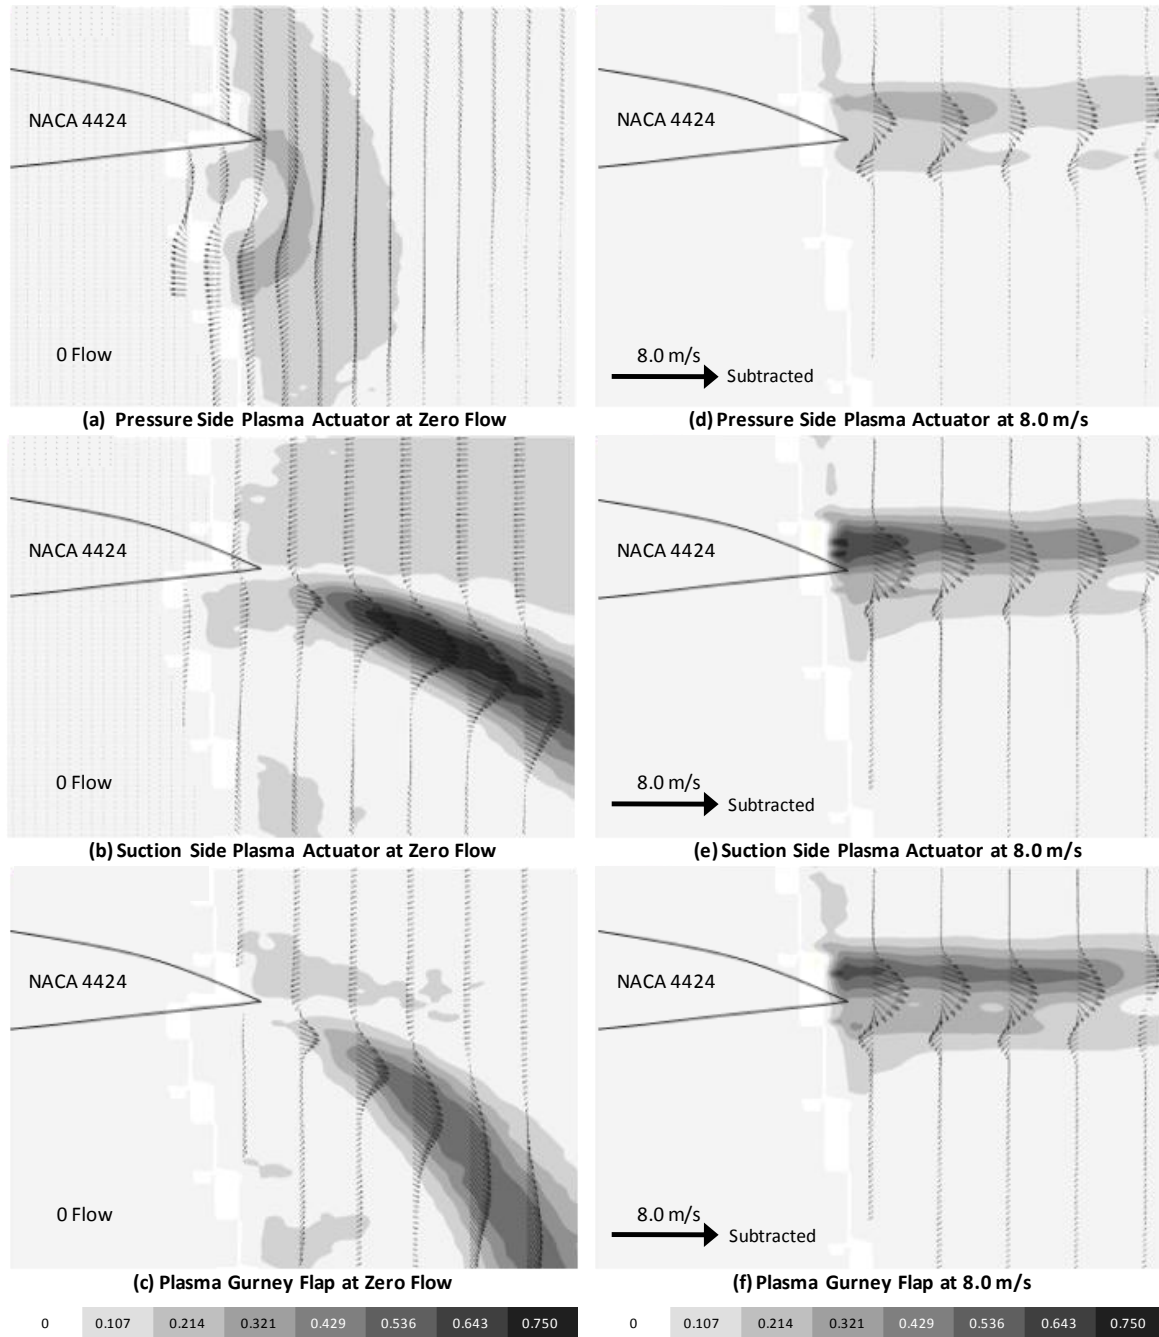 NACA 4424
0 Flow
(a) Pressure Side Plasma Actuator at Zero Flow
NACA 4424
8.0 m/s
Subtracted
(d) Pressure Side Plasma Actuator at 8.0 m/s
NACA 4424
0 Flow
(b) Suction Side Plasma Actuator at Zero Flow
NACA 4424
8.0 m/s
Subtracted
(e) Suction Side Plasma Actuator at 8.0 m/s
NACA 4424
0 Flow
(c) Plasma Gurney Flap at Zero Flow
NACA 4424
8.0 m/s
Subtracted
(f) Plasma Gurney Flap at 8.0 m/s
0 0.107 0.214 0.321 0.429 0.536 0.643 0.750
0 0.107 0.214 0.321 0.429 0.536 0.643 0.750